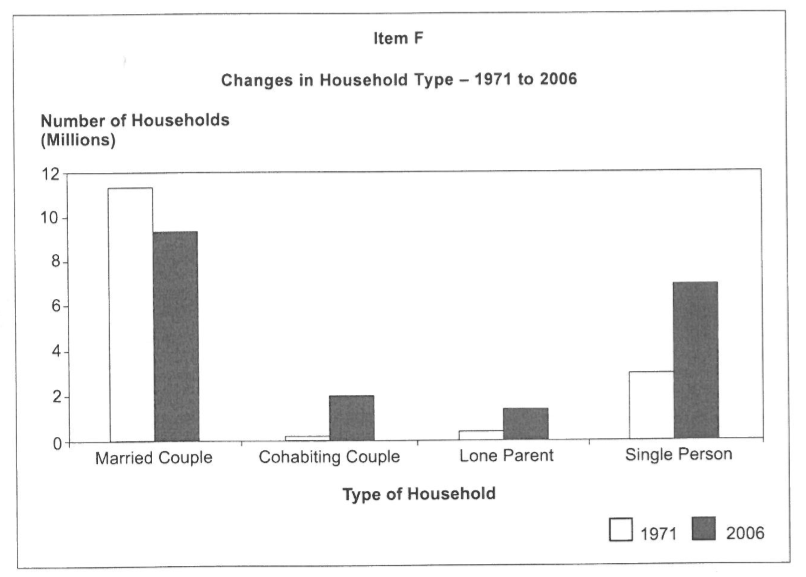 Item F
Changes in Household Type – 1971 to 2006
Number of Households
(Millions)
12
10
8
6
4
2
0
Married Couple
Cohabiting Couple
Lone Parent
Single Person
Type of Household
1971
2006